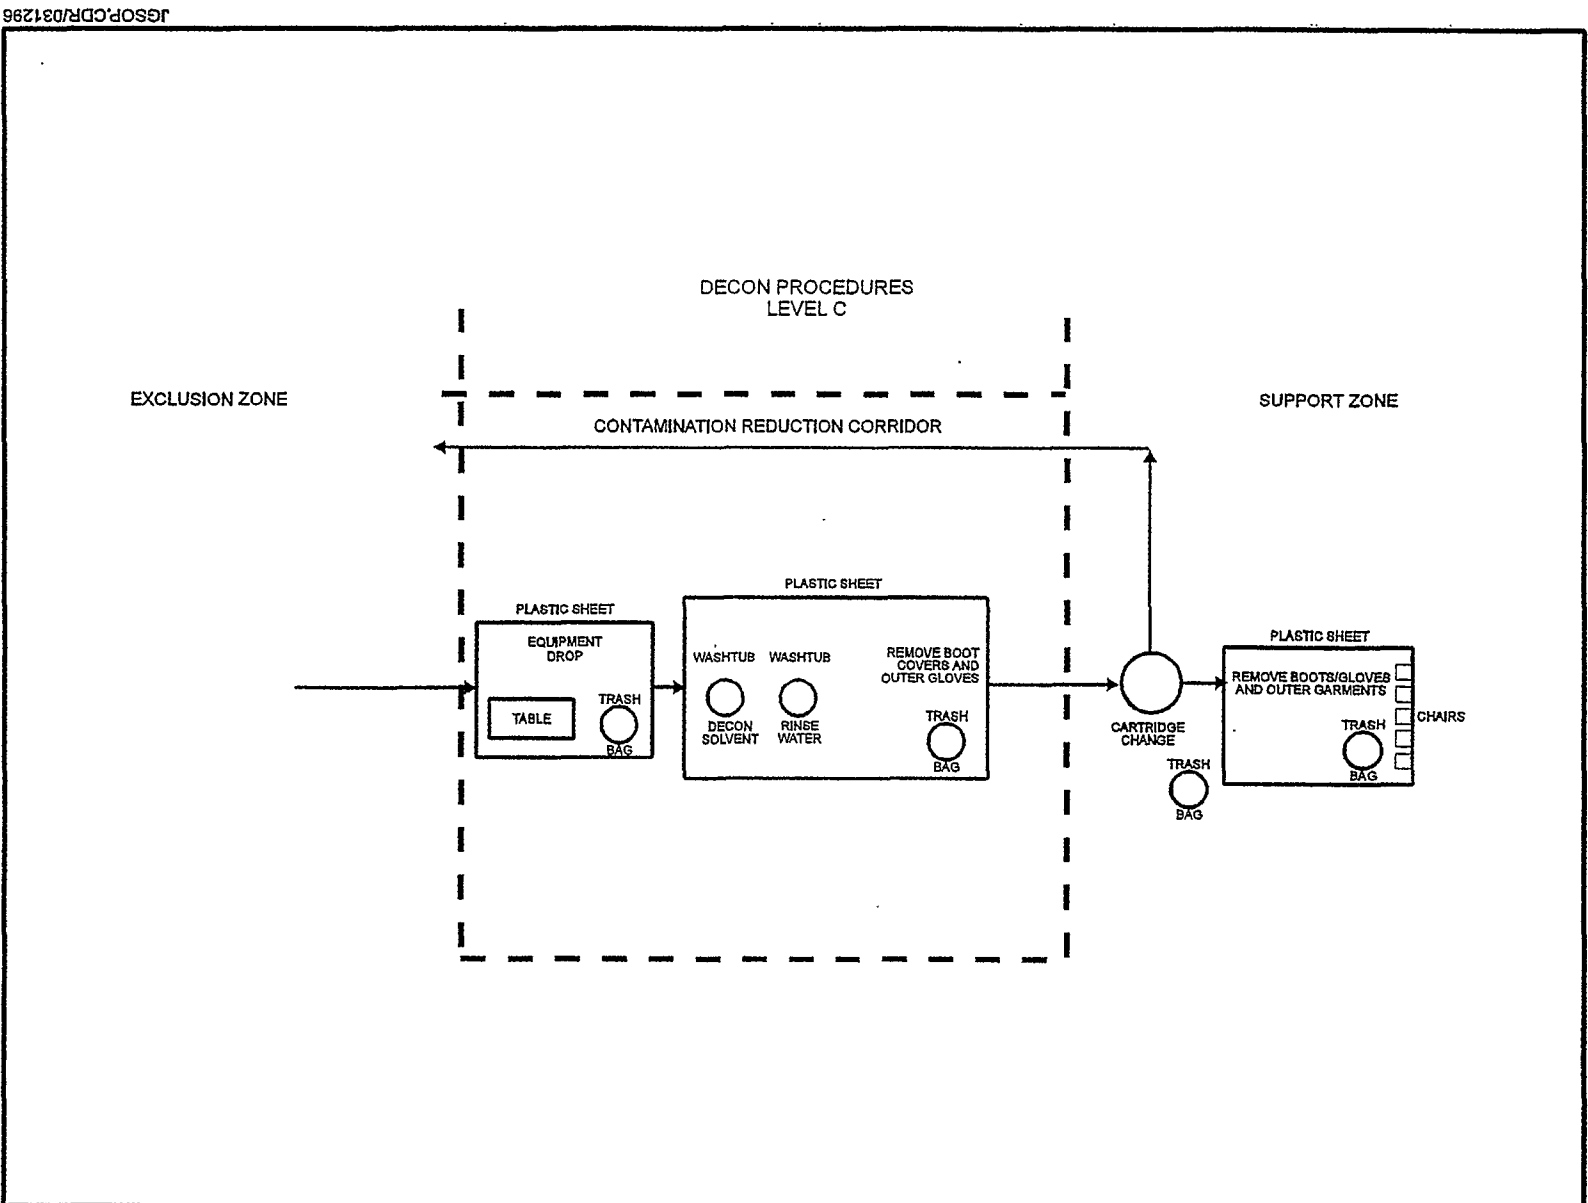 JGSOP.CDR/031296
DECON PROCEDURES
LEVEL C
EXCLUSION ZONE
SUPPORT ZONE
CONTAMINATION REDUCTION CORRIDOR
PLASTIC SHEET
EQUIPMENT
DROP
TABLE
TRASH
BAG
PLASTIC SHEET
WASHTUB
DECON
SOLVENT
WASHTUB
RINSE
WATER
REMOVE BOOT
COVERS AND
OUTER GLOVES
TRASH
BAG
CARTRIDGE
CHANGE
TRASH
BAG
PLASTIC SHEET
REMOVE BOOTS/GLOVES
AND OUTER GARMENTS
TRASH
BAG
CHAIRS